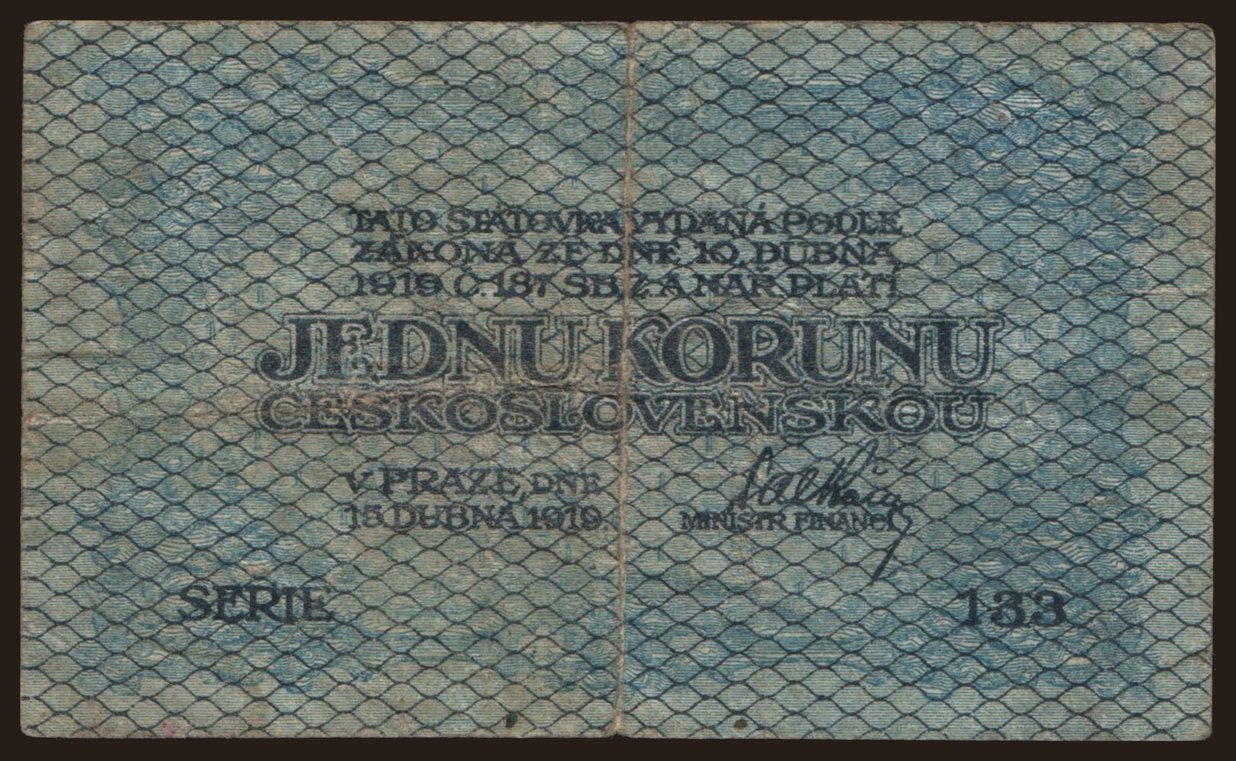 TATO STÁTOVKA VYDANÁ PODLE
ZÁKONA ZE DNE 10. DUBNA
1919 Č. 187 SB. Z. A NAŘ. PLATÍ
JEDNU KORUNU
ČESKOSLOVENSKOU
V PRAZE, DNE
15. DUBNA 1919.
MINISTR FINANCÍ
SERIE 133